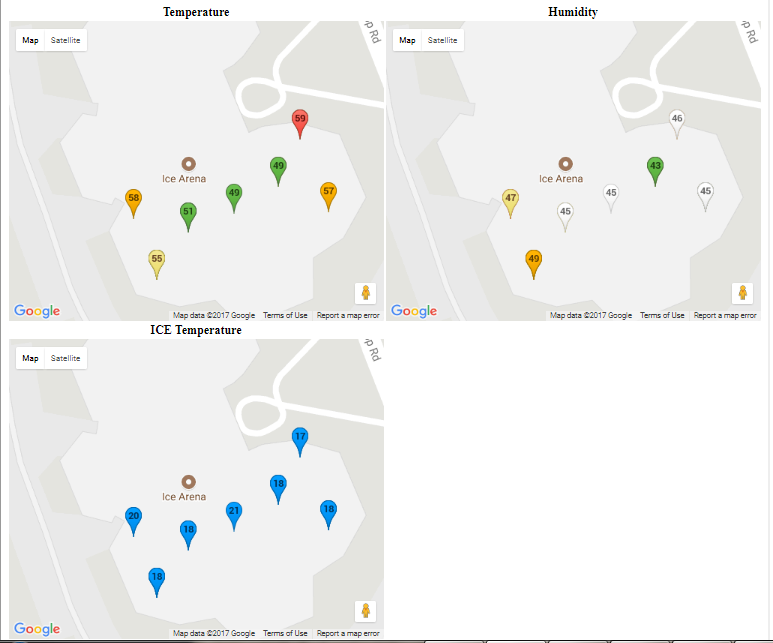 Temperature
Humidity
Map Satellite
p Rd
Map Satellite
p Rd
59
46
49
43
Ice Arena
Ice Arena
58
49
57
51
47
45
45
45
55
49
Google
Map data ©2017 Google Terms of Use Report a map error
Google
Map data ©2017 Google Terms of Use Report a map error
ICE Temperature
Map Satellite
p Rd
17
18
Ice Arena
20
21
18
18
18
Google
Map data ©2017 Google Terms of Use Report a map error